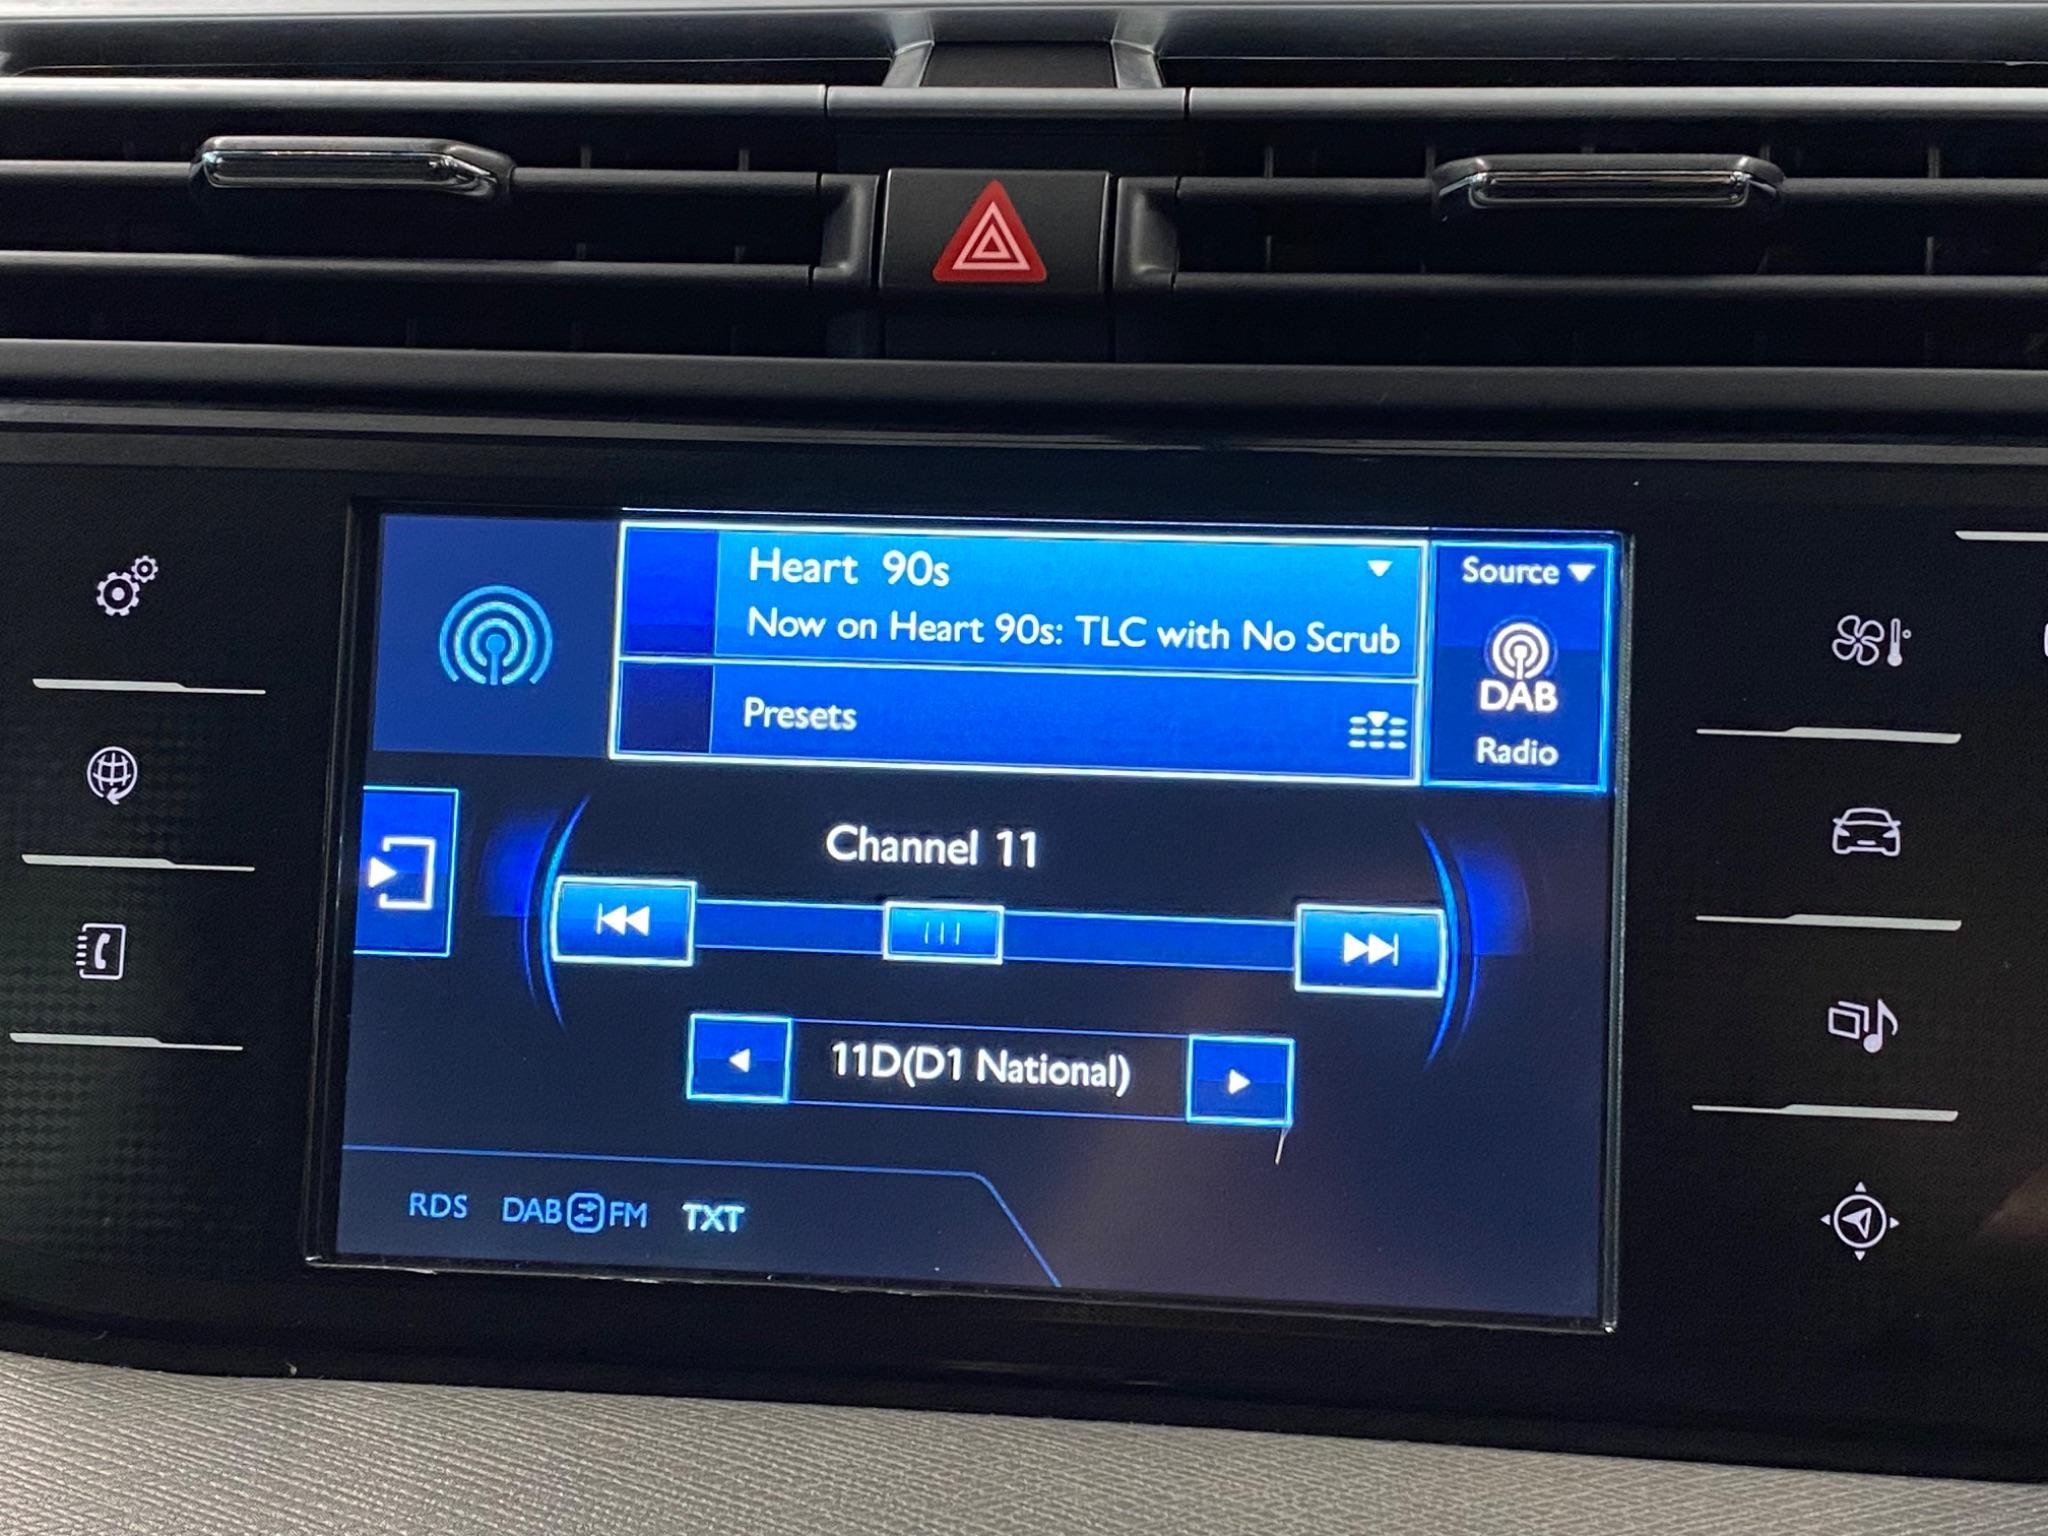 Heart 90s
Now on Heart 90s: TLC with No Scrub
Presets
Source
DAB
Radio
Channel 11
11D(D1 National)
RDS DAB FM TXT